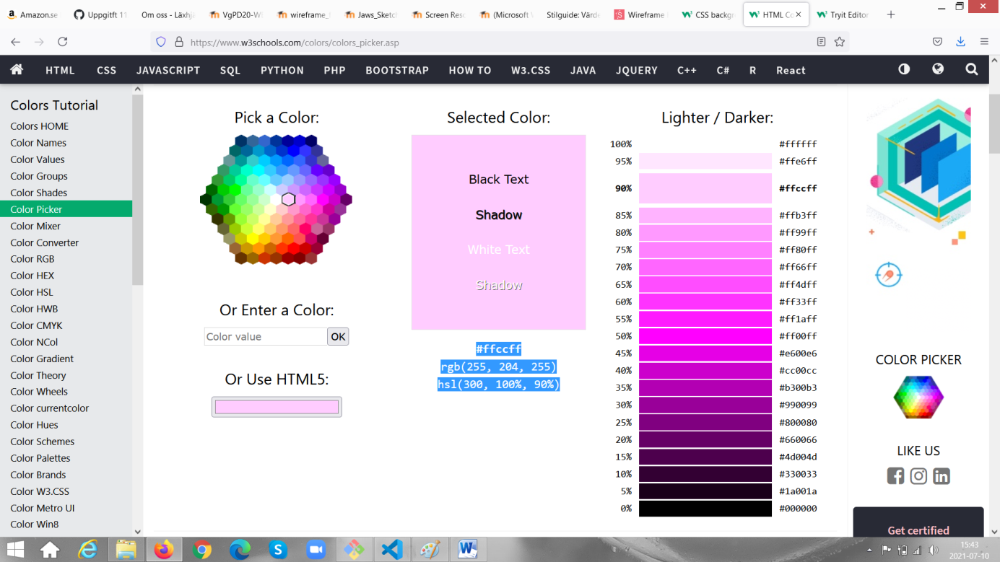 Amazon.se
Uppgitft 11
Om oss - Läxhj
VgPD20-W
wireframe_
Jaws_Sketch
Screen Reso
(Microsoft W
Stilguide: Värde
Wireframe
CSS backgr
HTML Co
Tryit Editor
https://www.w3schools.com/colors/colors_picker.asp
HTML CSS JAVASCRIPT SQL PYTHON PHP BOOTSTRAP HOW TO W3.CSS JAVA JQUERY C++ C# R React
Colors Tutorial
Colors HOME
Color Names
Color Values
Color Groups
Color Shades
Color Picker
Color Mixer
Color Converter
Color RGB
Color HEX
Color HSL
Color HWB
Color CMYK
Color NCol
Color Gradient
Color Theory
Color Wheels
Color currentcolor
Color Hues
Color Schemes
Color Palettes
Color Brands
Color W3.CSS
Color Metro UI
Color Win8
Pick a Color:
Or Enter a Color:
Color value
OK
Or Use HTML5:
Selected Color:
Black Text
Shadow
White Text
Shadow
#ffccff
rgb(255, 204, 255)
hsl(300, 100%, 90%)
Lighter / Darker:
100% #ffffff
95% #ffe6ff
90% #ffccff
85% #ffb3ff
80% #ff99ff
75% #ff80ff
70% #ff66ff
65% #ff4dff
60% #ff33ff
55% #ff1aff
50% #ff00ff
45% #e600e6
40% #cc00cc
35% #b300b3
30% #990099
25% #800080
20% #660066
15% #4d004d
10% #330033
5% #1a001a
0% #000000
COLOR PICKER
LIKE US
Get certified
15:43
2021-07-10